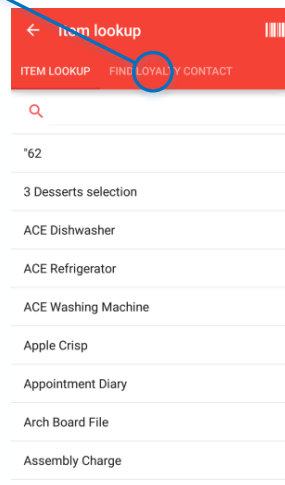 Item lookup
ITEM LOOKUP FIND LOYALTY CONTACT
"62
3 Desserts selection
ACE Dishwasher
ACE Refrigerator
ACE Washing Machine
Apple Crisp
Appointment Diary
Arch Board File
Assembly Charge